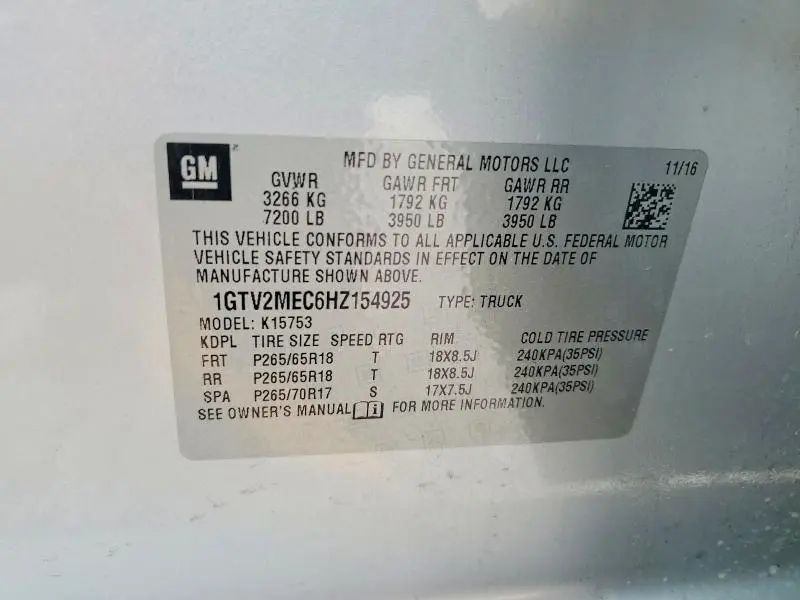 GM
MFD BY GENERAL MOTORS LLC 11/16
GVWR GAWR FRT GAWR RR
3266 KG 1792 KG 1792 KG
7200 LB 3950 LB 3950 LB
THIS VEHICLE CONFORMS TO ALL APPLICABLE U.S. FEDERAL MOTOR
VEHICLE SAFETY STANDARDS IN EFFECT ON THE DATE OF
MANUFACTURE SHOWN ABOVE.
1GTV2MEC6HZ154925 TYPE: TRUCK
MODEL: K15753
KDPL TIRE SIZE SPEED RTG RIM COLD TIRE PRESSURE
FRT P265/65R18 T 18X8.5J 240KPA(35PSI)
RR P265/65R18 T 18X8.5J 240KPA(35PSI)
SPA P265/70R17 S 17X7.5J 240KPA(35PSI)
SEE OWNER'S MANUAL i FOR MORE INFORMATION.